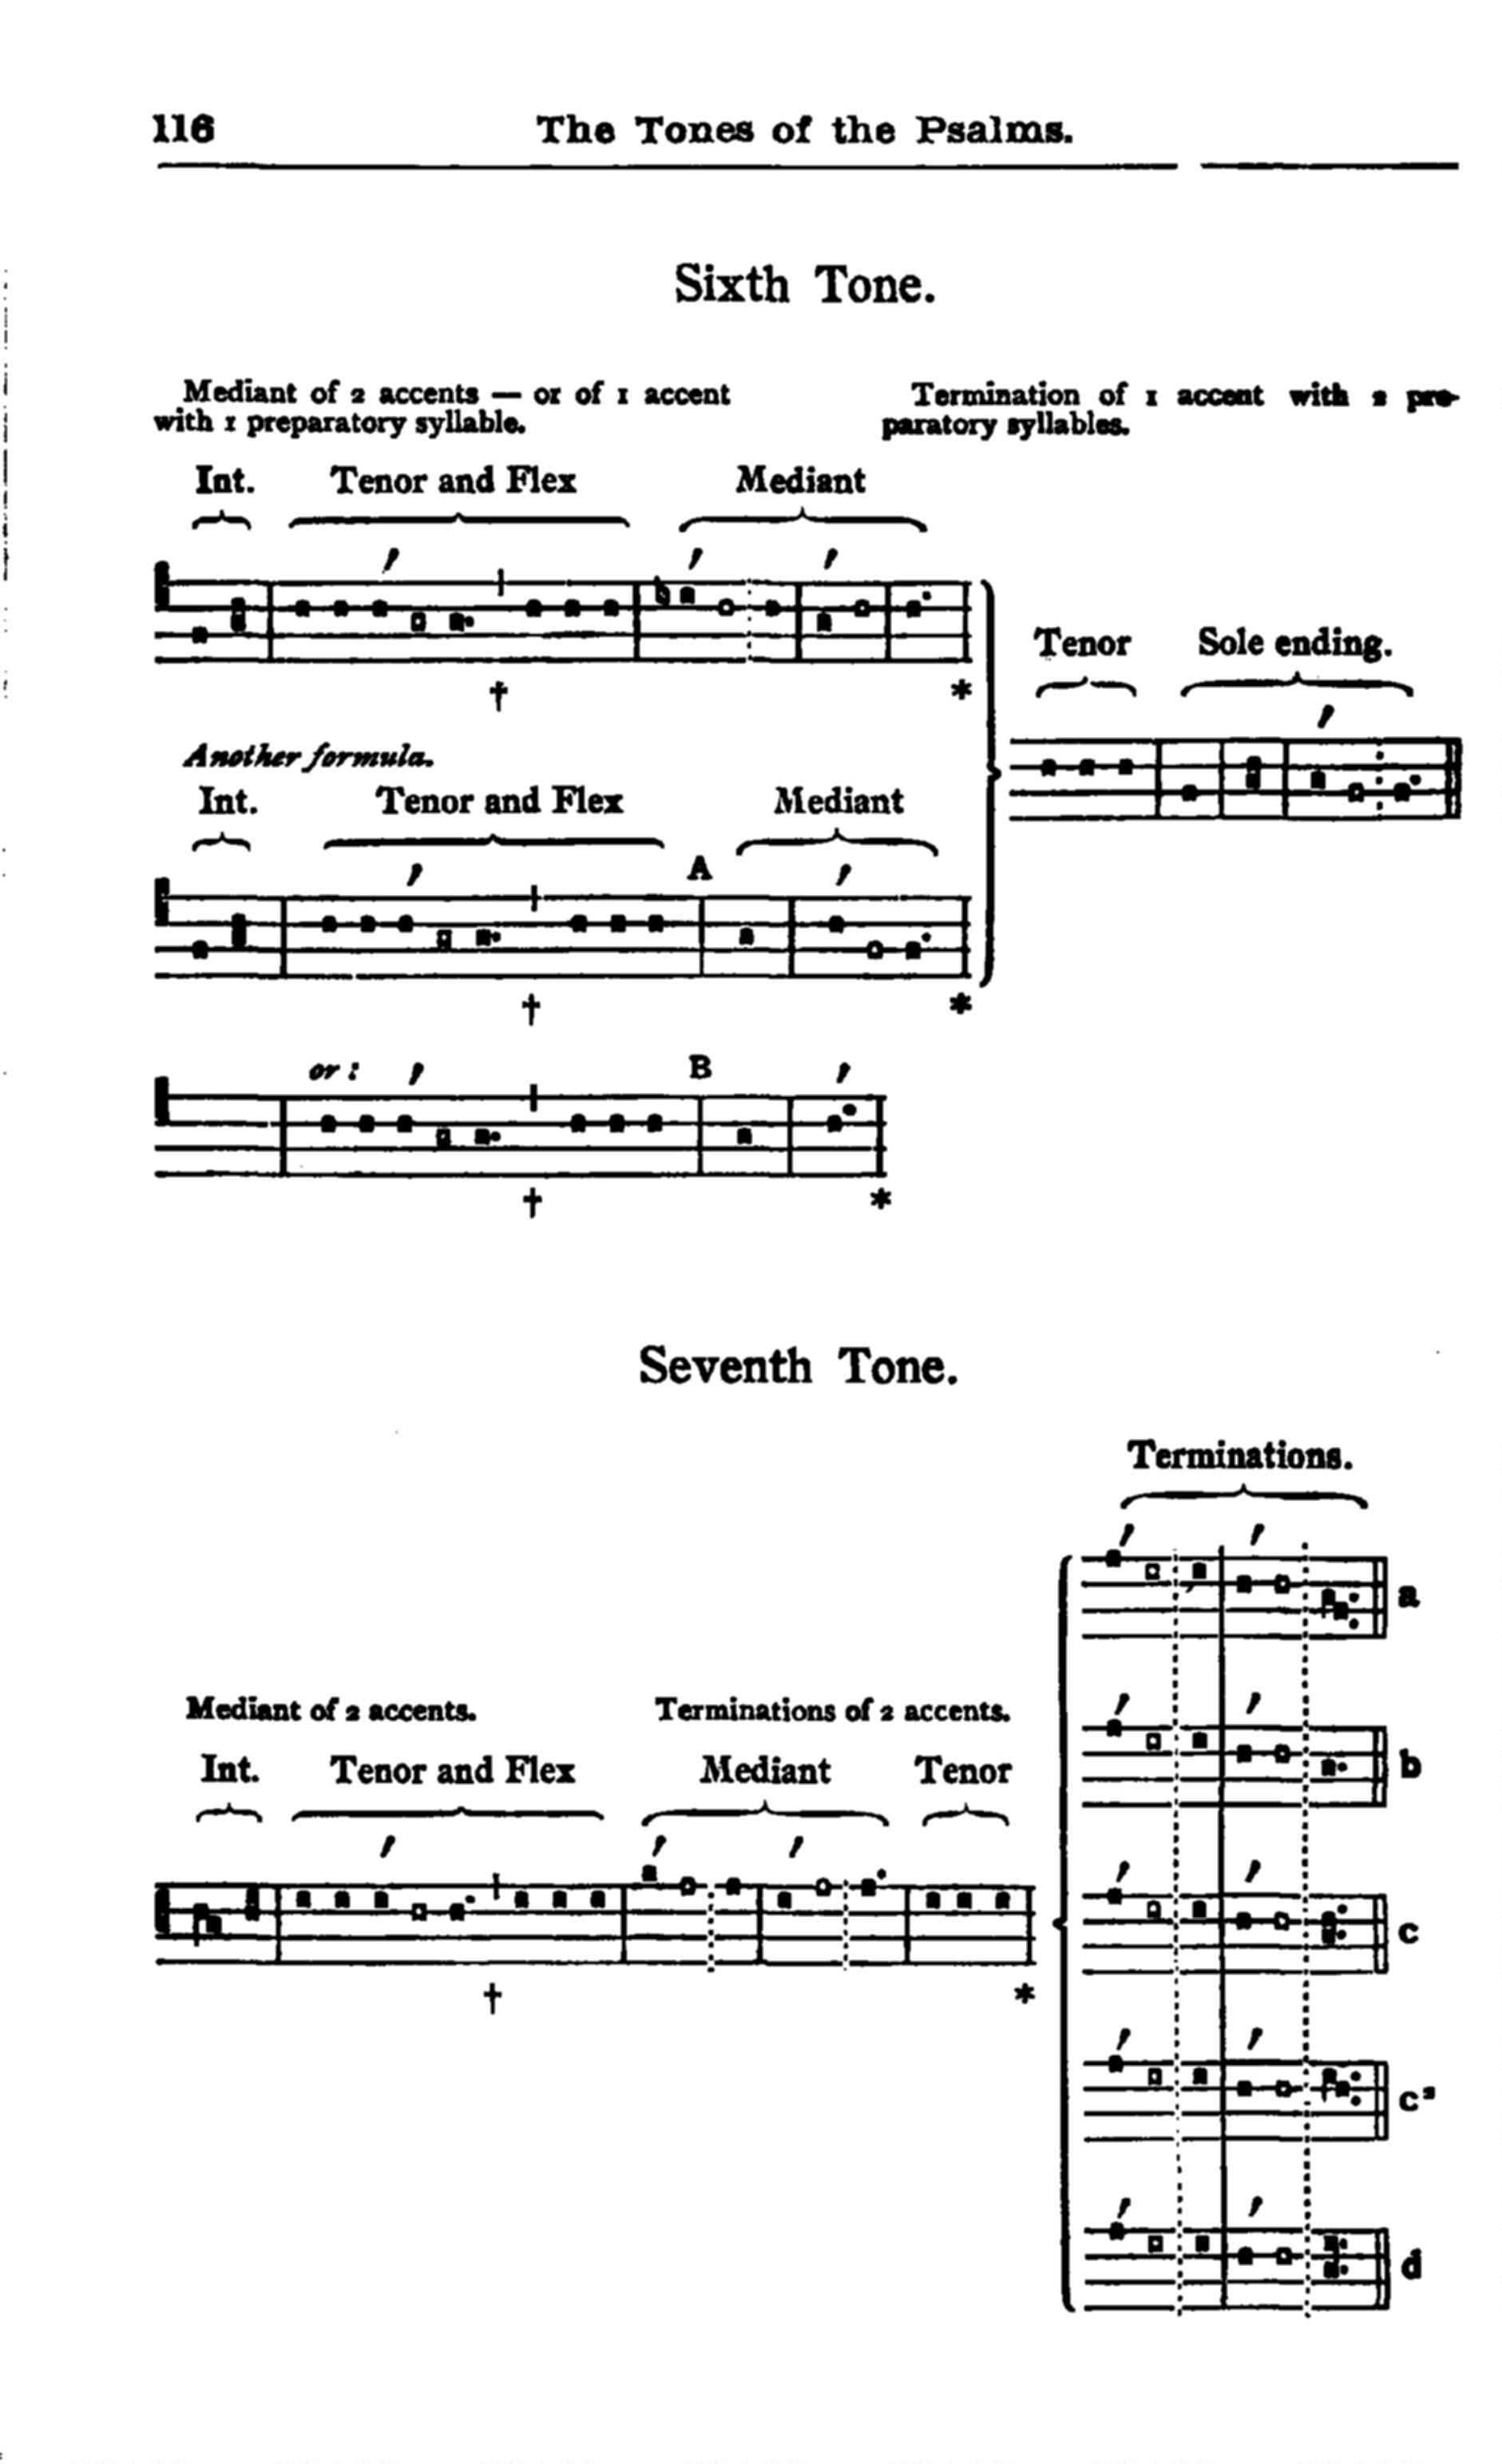 116 The Tones of the Psalms.
Sixth Tone.
Mediant of 2 accents — or of 1 accent
with 1 preparatory syllable.
Termination of 1 accent with 2 pre-
paratory syllables.
Int. Tenor and Flex Mediant
† *
Tenor Sole ending.
Another formula.
Int. Tenor and Flex Mediant
A
† *
or : B
† *
Seventh Tone.
Terminations.
a
b
Mediant of 2 accents. Terminations of 2 accents.
Int. Tenor and Flex Mediant Tenor
† *
c
c²
d